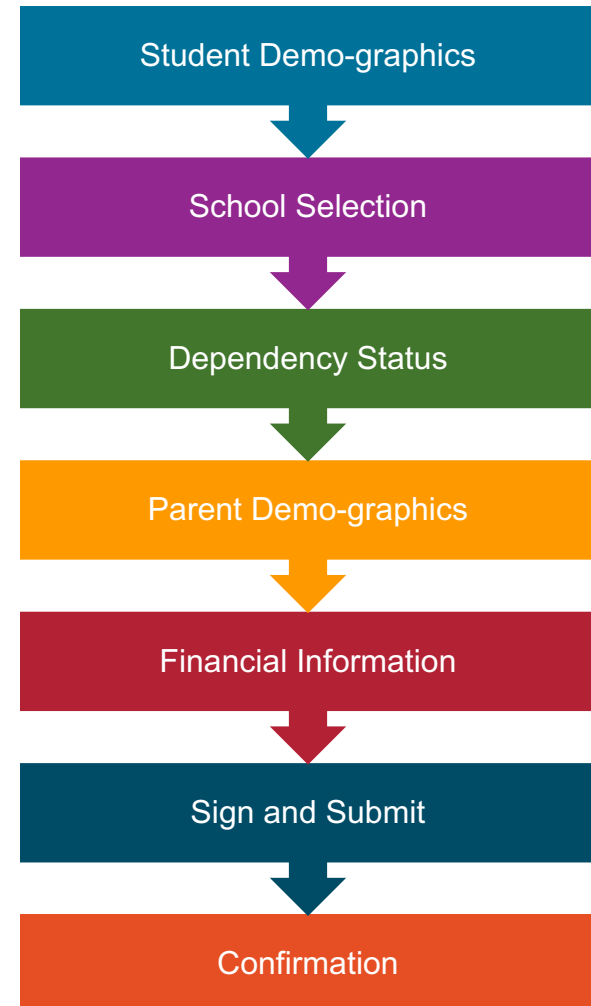 Student Demo-graphics
School Selection
Dependency Status
Parent Demo-graphics
Financial Information
Sign and Submit
Confirmation